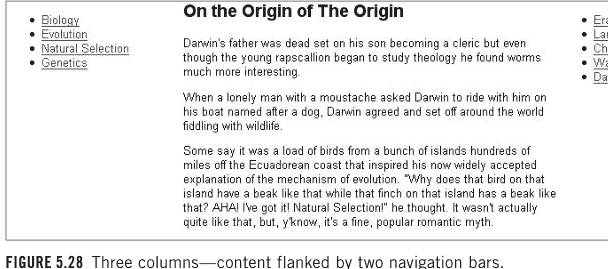 On the Origin of The Origin
Biology
Evolution
Natural Selection
Genetics
Darwin's father was dead set on his son becoming a cleric but even
though the young rapscallion began to study theology he found worms
much more interesting.
When a lonely man with a moustache asked Darwin to ride with him on
his boat named after a dog, Darwin agreed and set off around the world
fiddling with wildlife.
Some say it was a load of birds from a bunch of islands hundreds of
miles off the Ecuadorean coast that inspired his now widely accepted
explanation of the mechanism of evolution. "Why does that bird on that
island have a beak like that while that finch on that island has a beak like
that? AHA! I've got it! Natural Selection!" he thought. It wasn't actually
quite like that, but, y'know, it's a fine, popular romantic myth.
Era
Lar
Ch
Wa
Da
FIGURE 5.28 Three columns—content flanked by two navigation bars.